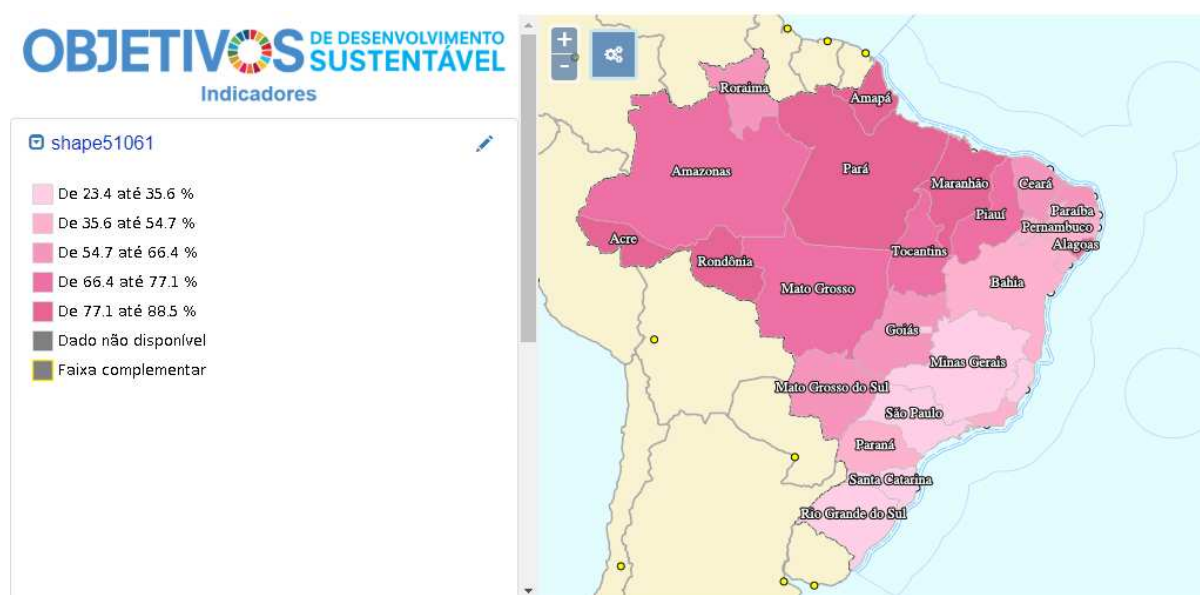 OBJETIVOS DE DESENVOLVIMENTO
SUSTENTÁVEL
Indicadores
shape51061
De 23.4 até 35.6 %
De 35.6 até 54.7 %
De 54.7 até 66.4 %
De 66.4 até 77.1 %
De 77.1 até 88.5 %
Dado não disponível
Faixa complementar
+
-
Roraima
Amapá
Amazonas
Pará
Maranhão
Ceará
Piauí
Paraíba
Pernambuco
Alagoas
Acre
Rondônia
Tocantins
Mato Grosso
Bahia
Goiás
Minas Gerais
Mato Grosso do Sul
São Paulo
Paraná
Santa Catarina
Rio Grande do Sul